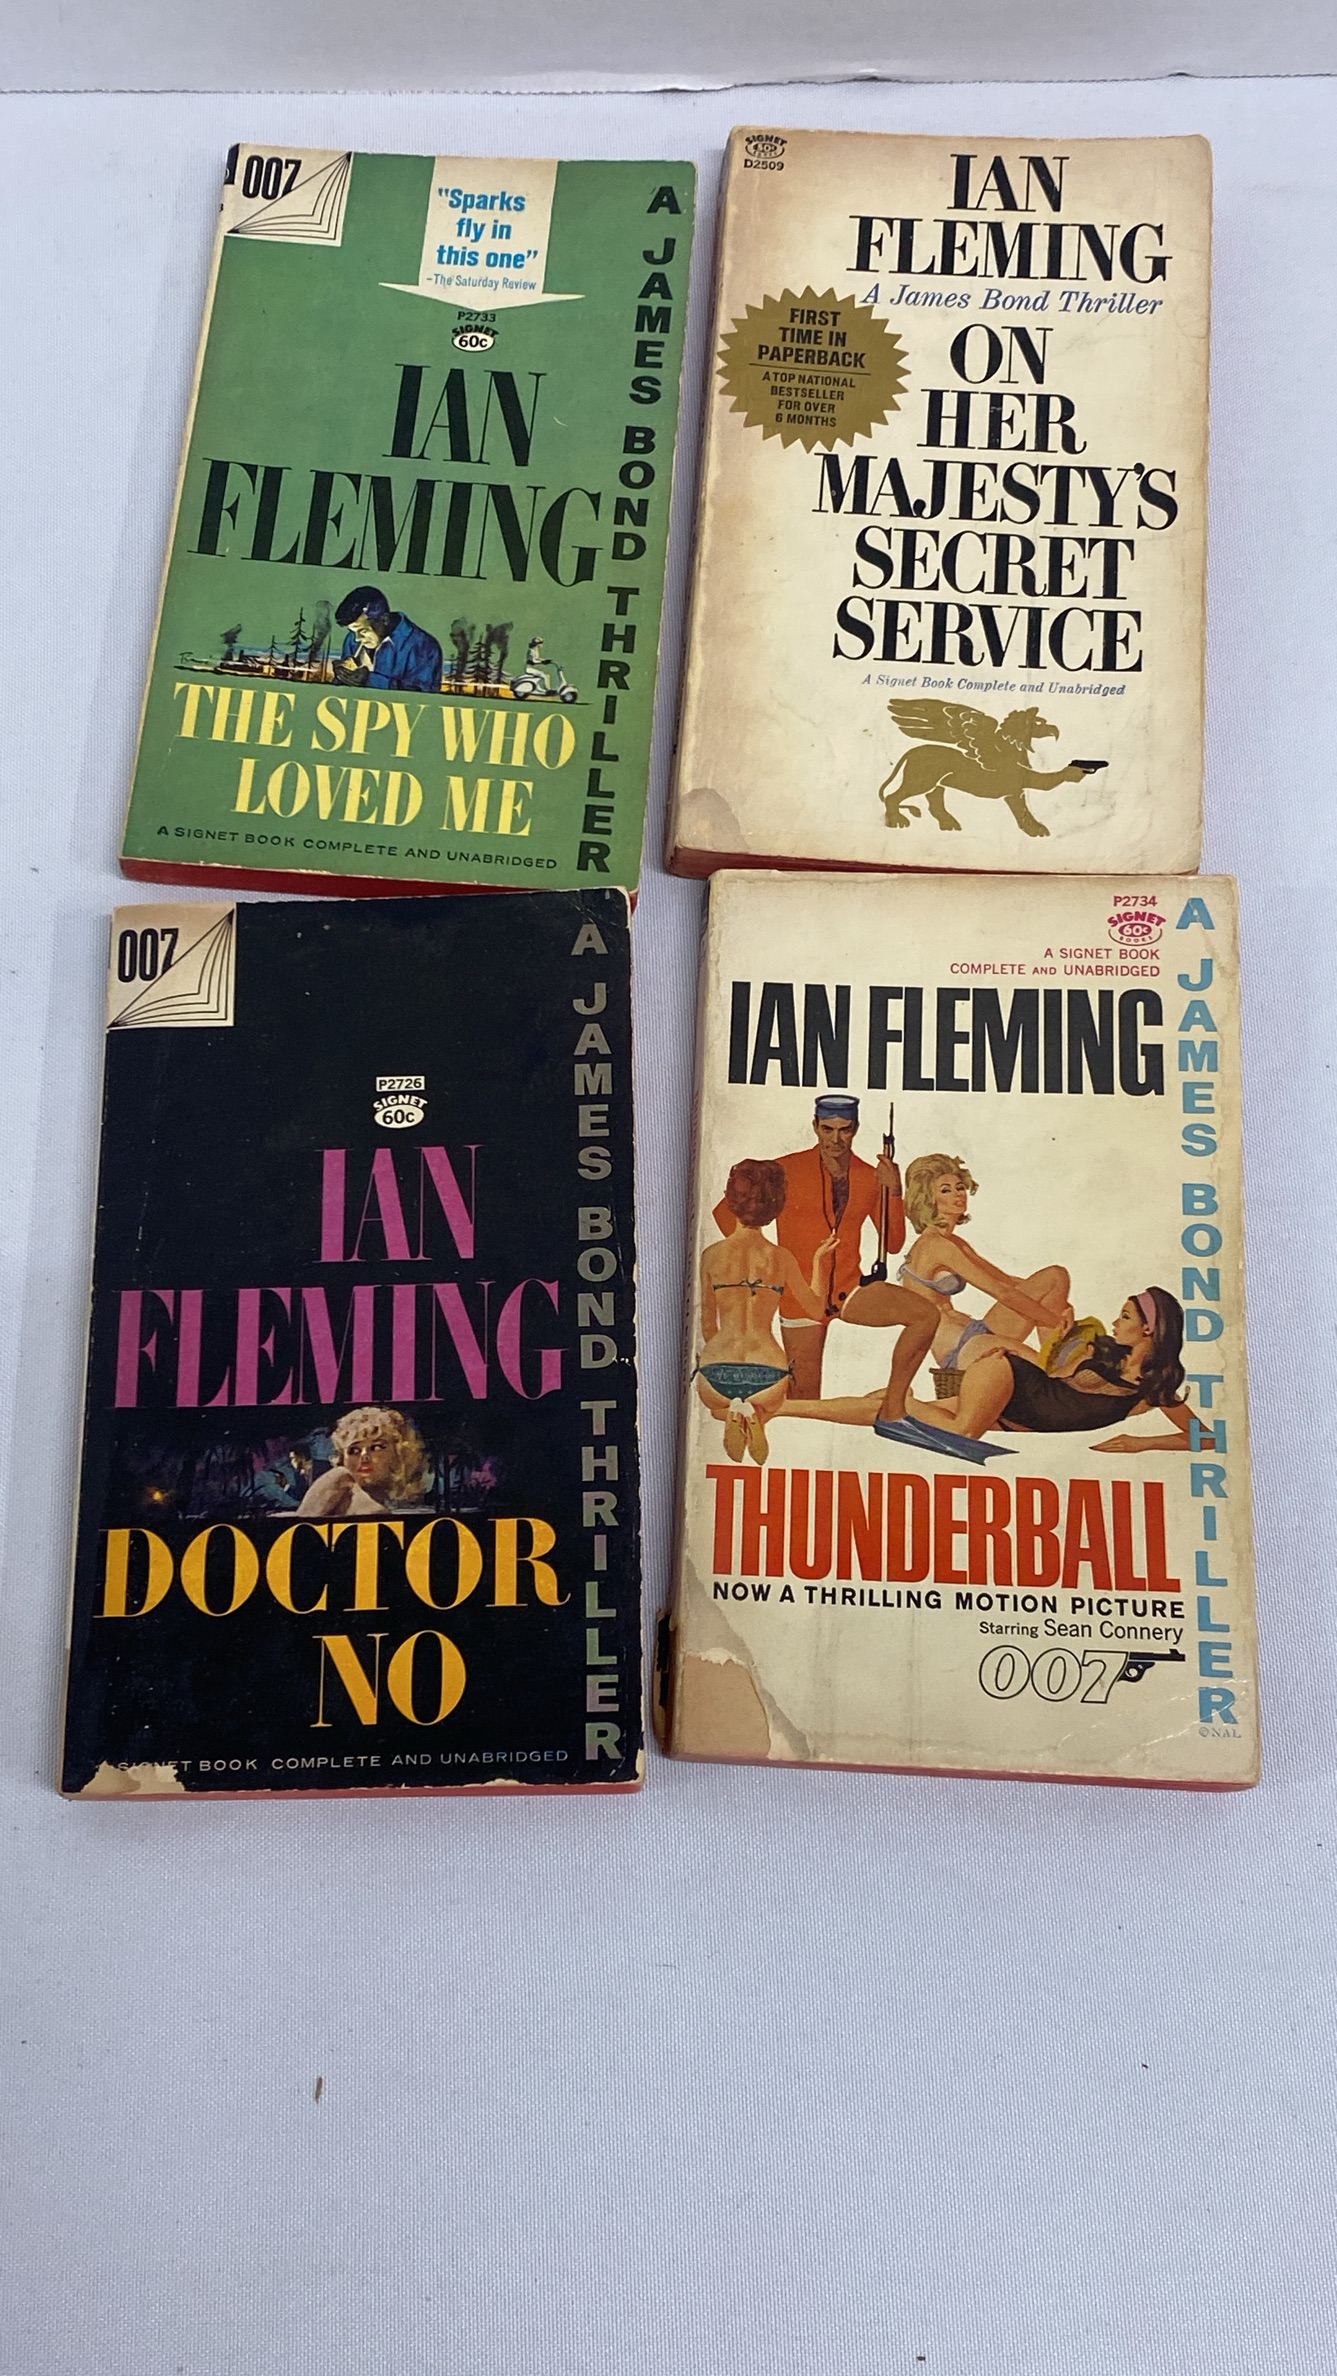 007
"Sparks
fly in
this one"
–The Saturday Review
P2733
SIGNET
60c
IAN
FLEMING
THE SPY WHO
LOVED ME
A SIGNET BOOK COMPLETE AND UNABRIDGED
A JAMES BOND THRILLER
SIGNET
D2509
IAN
FLEMING
A James Bond Thriller
FIRST
TIME IN
PAPERBACK
A TOP NATIONAL
BESTSELLER
FOR OVER
6 MONTHS
ON
HER
MAJESTY'S
SECRET
SERVICE
A Signet Book Complete and Unabridged
007
P2726
SIGNET
60c
IAN
FLEMING
DOCTOR
NO
A SIGNET BOOK COMPLETE AND UNABRIDGED
A JAMES BOND THRILLER
P2734
SIGNET
60c
BOOKS
A SIGNET BOOK
COMPLETE AND UNABRIDGED
IAN FLEMING
THUNDERBALL
NOW A THRILLING MOTION PICTURE
Starring Sean Connery
007
A JAMES BOND THRILLER
© NAL